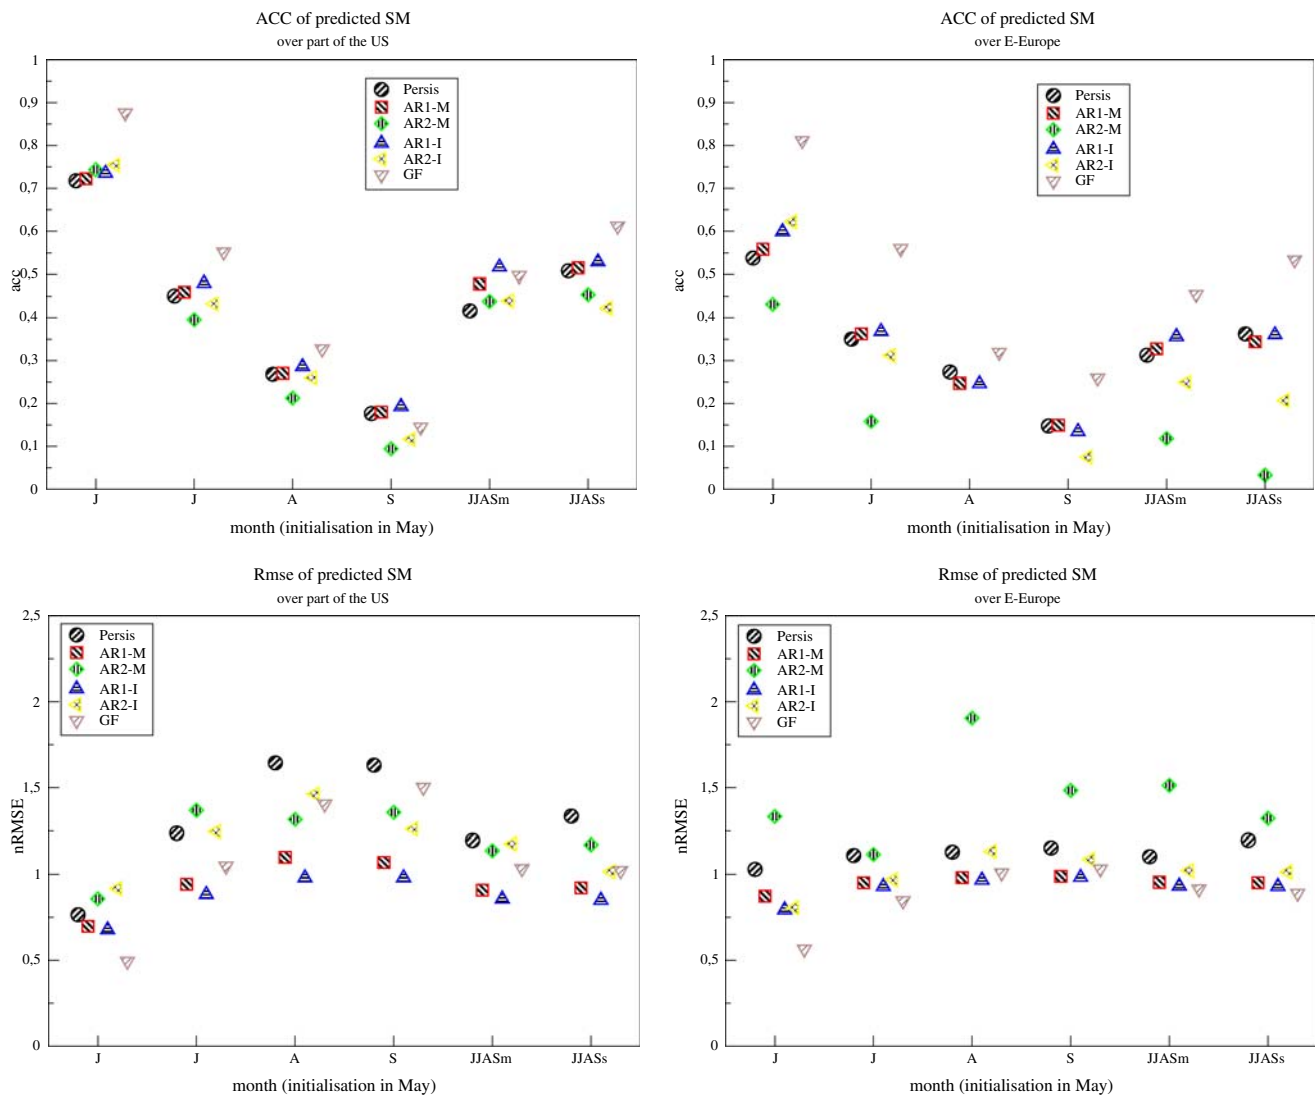 ACC of predicted SM
over part of the US
1
0,9
0,8
0,7
0,6
0,5
0,4
0,3
0,2
0,1
0
acc
Persis
AR1-M
AR2-M
AR1-I
AR2-I
GF
J
J
A
S
JJASm
JJASs
month (initialisation in May)
ACC of predicted SM
over E-Europe
1
0,9
0,8
0,7
0,6
0,5
0,4
0,3
0,2
0,1
0
acc
Persis
AR1-M
AR2-M
AR1-I
AR2-I
GF
J
J
A
S
JJASm
JJASs
month (initialisation in May)
Rmse of predicted SM
over part of the US
2,5
2
1,5
1
0,5
0
nRMSE
Persis
AR1-M
AR2-M
AR1-I
AR2-I
GF
J
J
A
S
JJASm
JJASs
month (initialisation in May)
Rmse of predicted SM
over E-Europe
2,5
2
1,5
1
0,5
0
nRMSE
Persis
AR1-M
AR2-M
AR1-I
AR2-I
GF
J
J
A
S
JJASm
JJASs
month (initialisation in May)